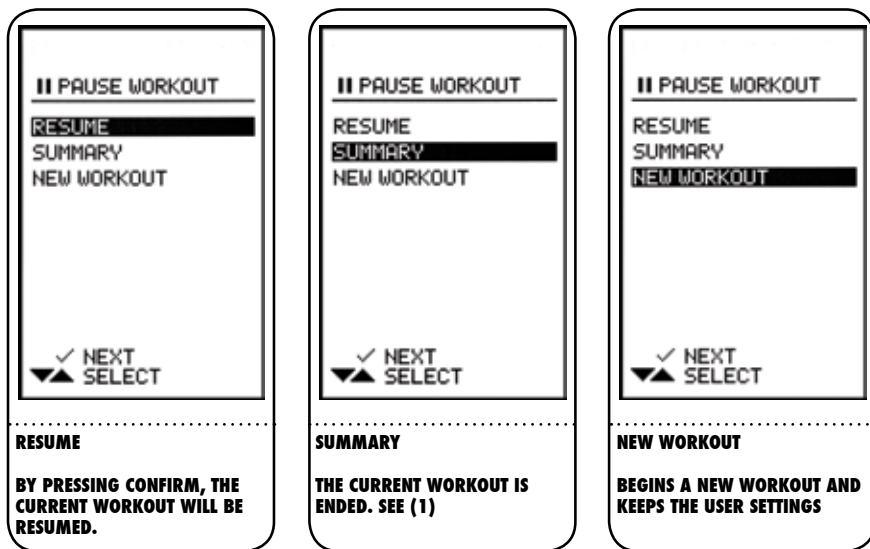 II PAUSE WORKOUT
RESUME
SUMMARY
NEW WORKOUT
✓ NEXT
▼▲ SELECT
RESUME
BY PRESSING CONFIRM, THE
CURRENT WORKOUT WILL BE
RESUMED.
II PAUSE WORKOUT
RESUME
SUMMARY
NEW WORKOUT
✓ NEXT
▼▲ SELECT
SUMMARY
THE CURRENT WORKOUT IS
ENDED. SEE (1)
II PAUSE WORKOUT
RESUME
SUMMARY
NEW WORKOUT
✓ NEXT
▼▲ SELECT
NEW WORKOUT
BEGINS A NEW WORKOUT AND
KEEPS THE USER SETTINGS